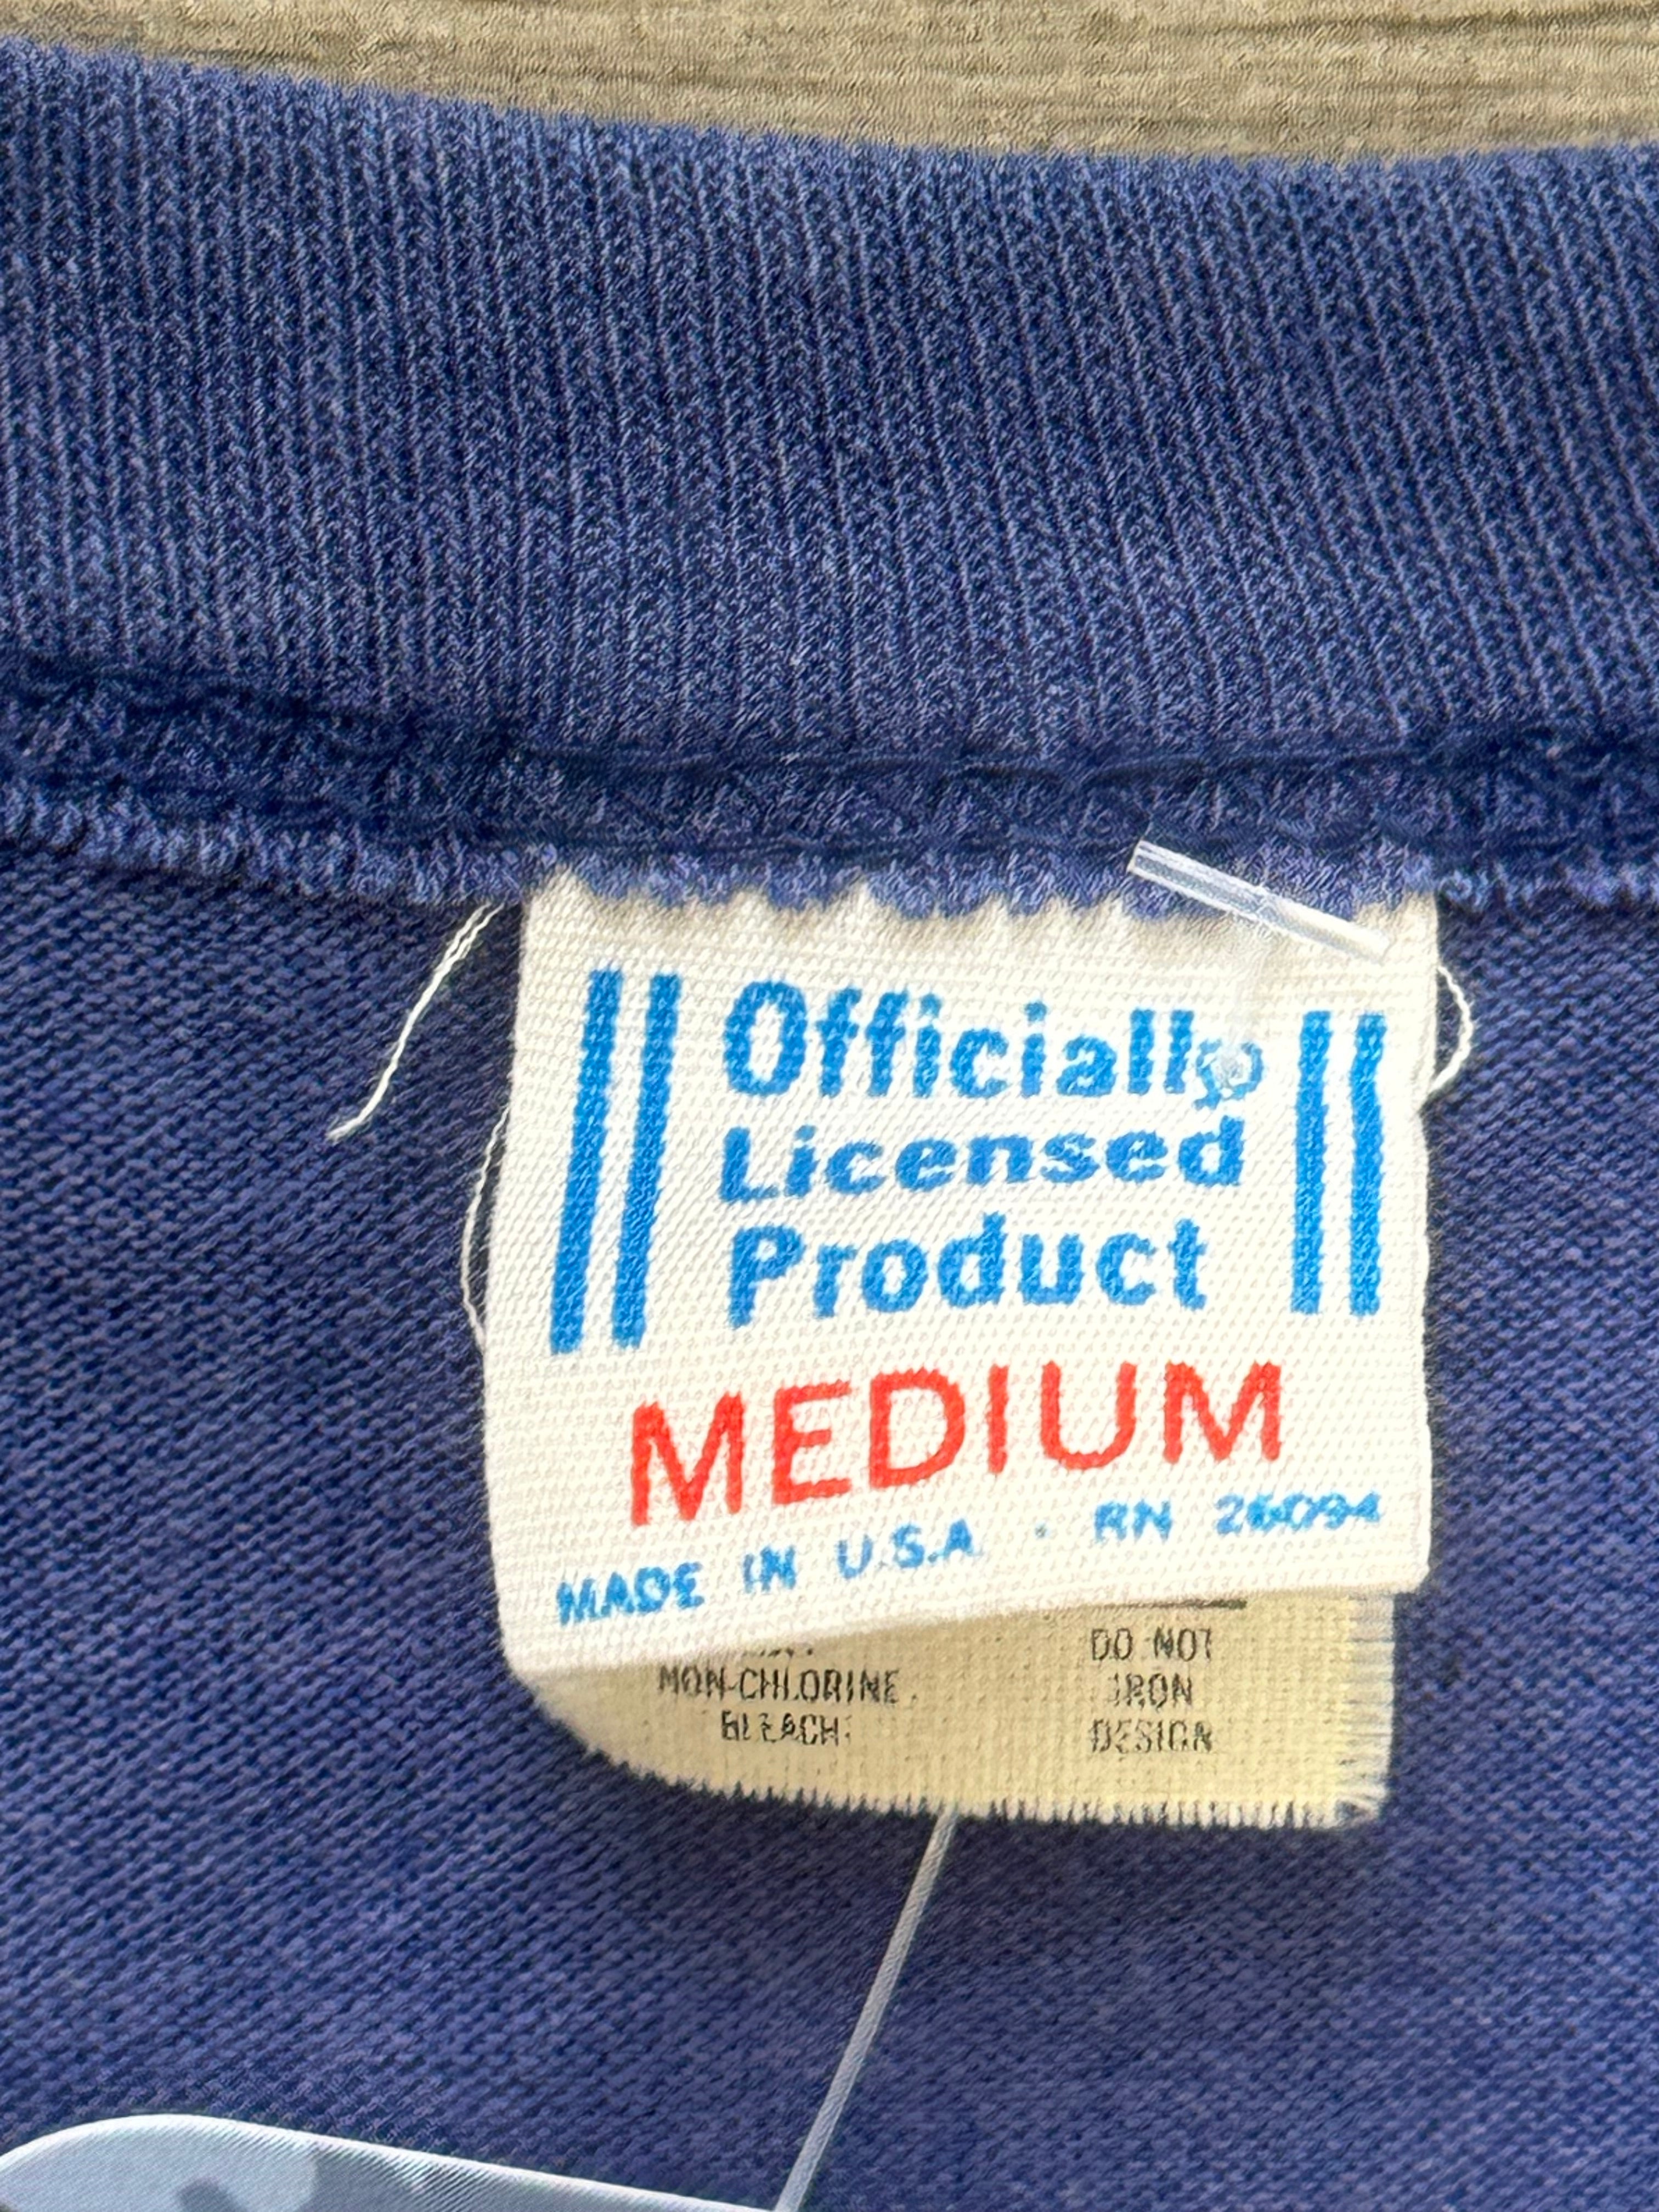 Officially
Licensed
Product
MEDIUM
MADE IN U.S.A. · RN 26094
NON-CHLORINE
BLEACH
DO NOT
IRON
DESIGN